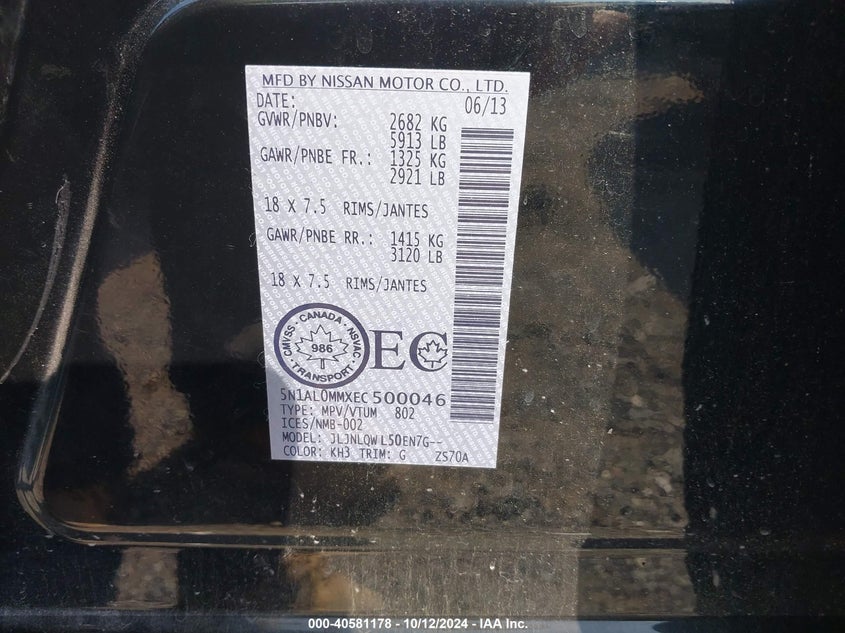 MFD BY NISSAN MOTOR CO., LTD.
DATE: 06/13
GVWR/PNBV: 2682 KG
5913 LB
GAWR/PNBE FR.: 1325 KG
2921 LB
18 X 7.5 RIMS/JANTES
GAWR/PNBE RR.: 1415 KG
3120 LB
18 X 7.5 RIMS/JANTES
CMVSS · CANADA · NSVAC
986
TRANSPORT
EC
5N1AL0MMXEC500046
TYPE: MPV/VTUM 802
ICES/NMB-002
MODEL: JLJNLQWL50EN7G--
COLOR: KH3 TRIM: G ZS70A
000-40581178 - 10/12/2024 - IAA Inc.